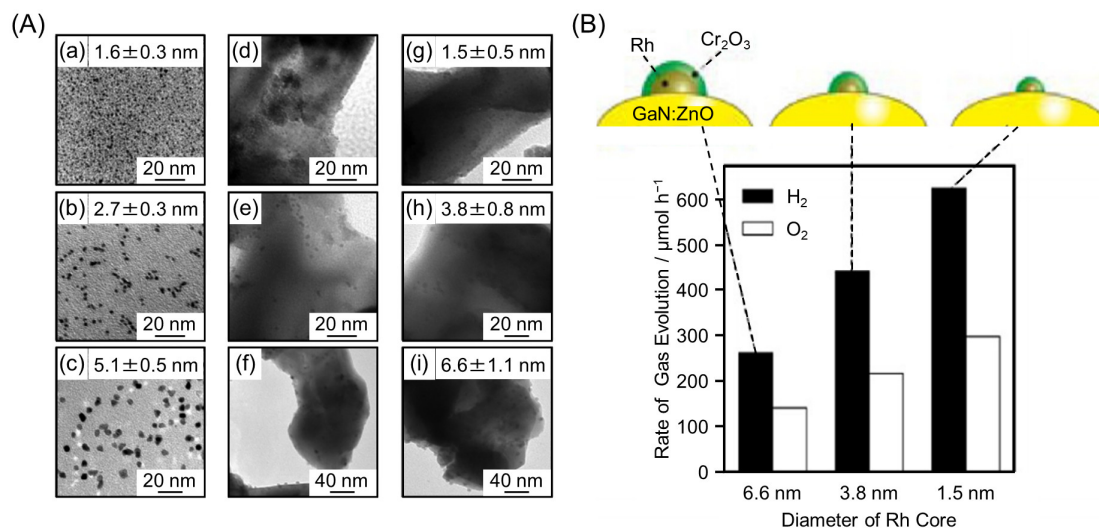 (A)
(a) 1.6±0.3 nm
20 nm
(d)
20 nm
(g) 1.5±0.5 nm
20 nm
(b) 2.7±0.3 nm
20 nm
(e)
20 nm
(h) 3.8±0.8 nm
20 nm
(c) 5.1±0.5 nm
20 nm
(f)
40 nm
(i) 6.6±1.1 nm
40 nm
(B)
Rh
Cr₂O₃
GaN:ZnO
Rate of Gas Evolution / μmol h⁻¹
600
500
400
300
200
100
0
H₂
O₂
6.6 nm 3.8 nm 1.5 nm
Diameter of Rh Core